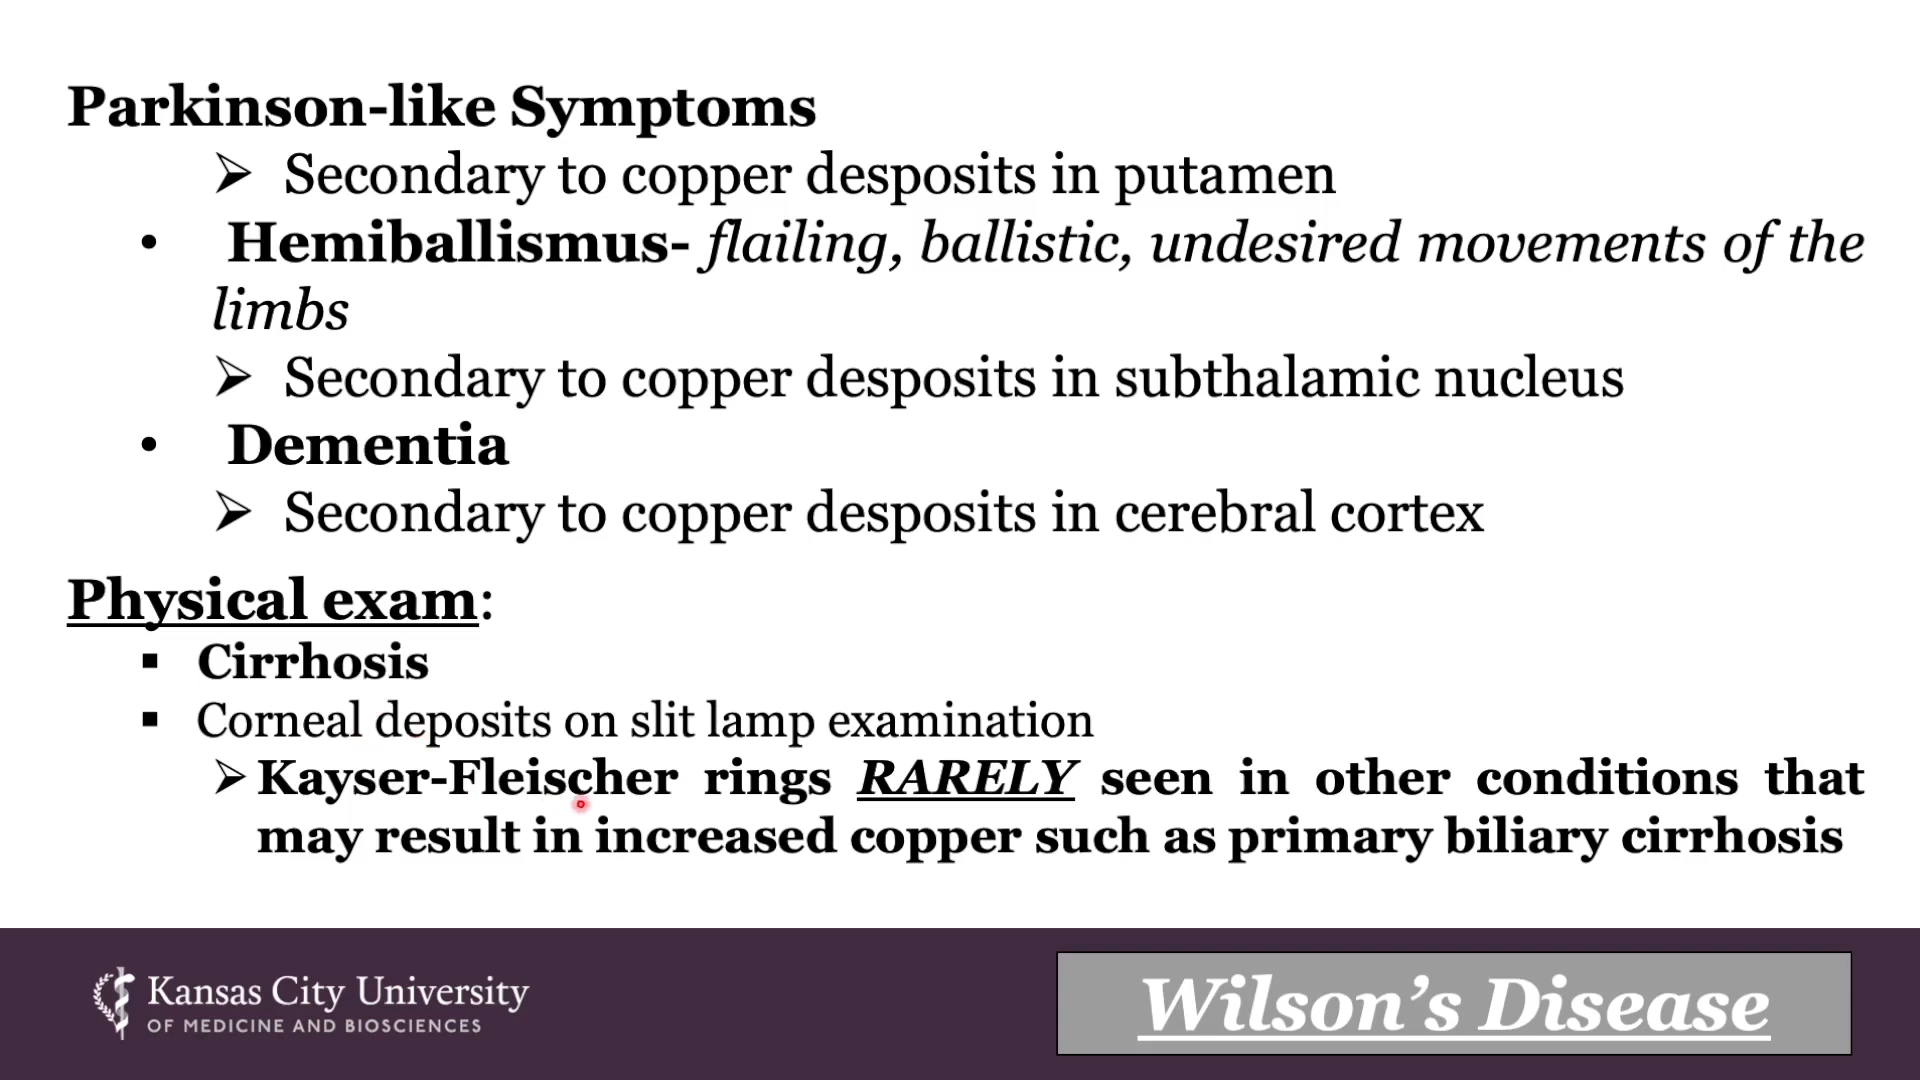 Parkinson-like Symptoms
➢ Secondary to copper desposits in putamen
• Hemiballismus- flailing, ballistic, undesired movements of the
limbs
➢ Secondary to copper desposits in subthalamic nucleus
• Dementia
➢ Secondary to copper desposits in cerebral cortex
Physical exam:
▪ Cirrhosis
▪ Corneal deposits on slit lamp examination
➢ Kayser-Fleischer rings RARELY seen in other conditions that
may result in increased copper such as primary biliary cirrhosis
Kansas City University
OF MEDICINE AND BIOSCIENCES
Wilson’s Disease